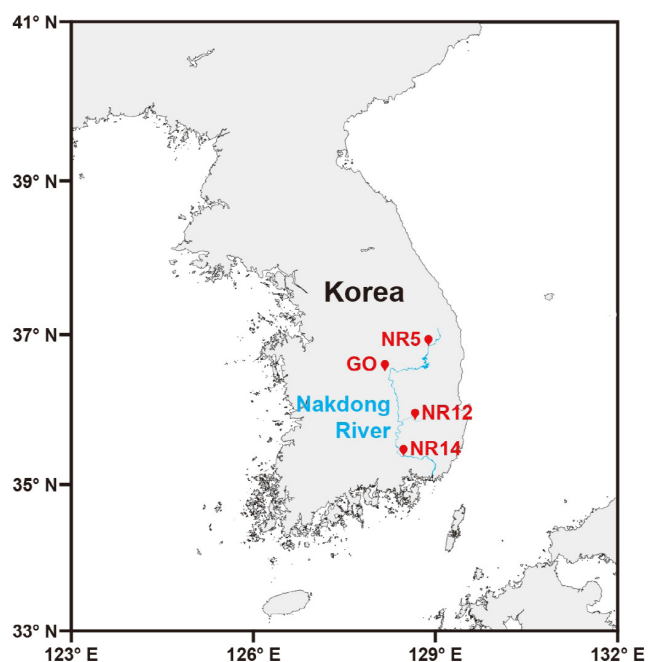 41° N
39° N
Korea
37° N
NR5
GO
Nakdong
River
NR12
NR14
35° N
33° N
123° E
126° E
129° E
132° E